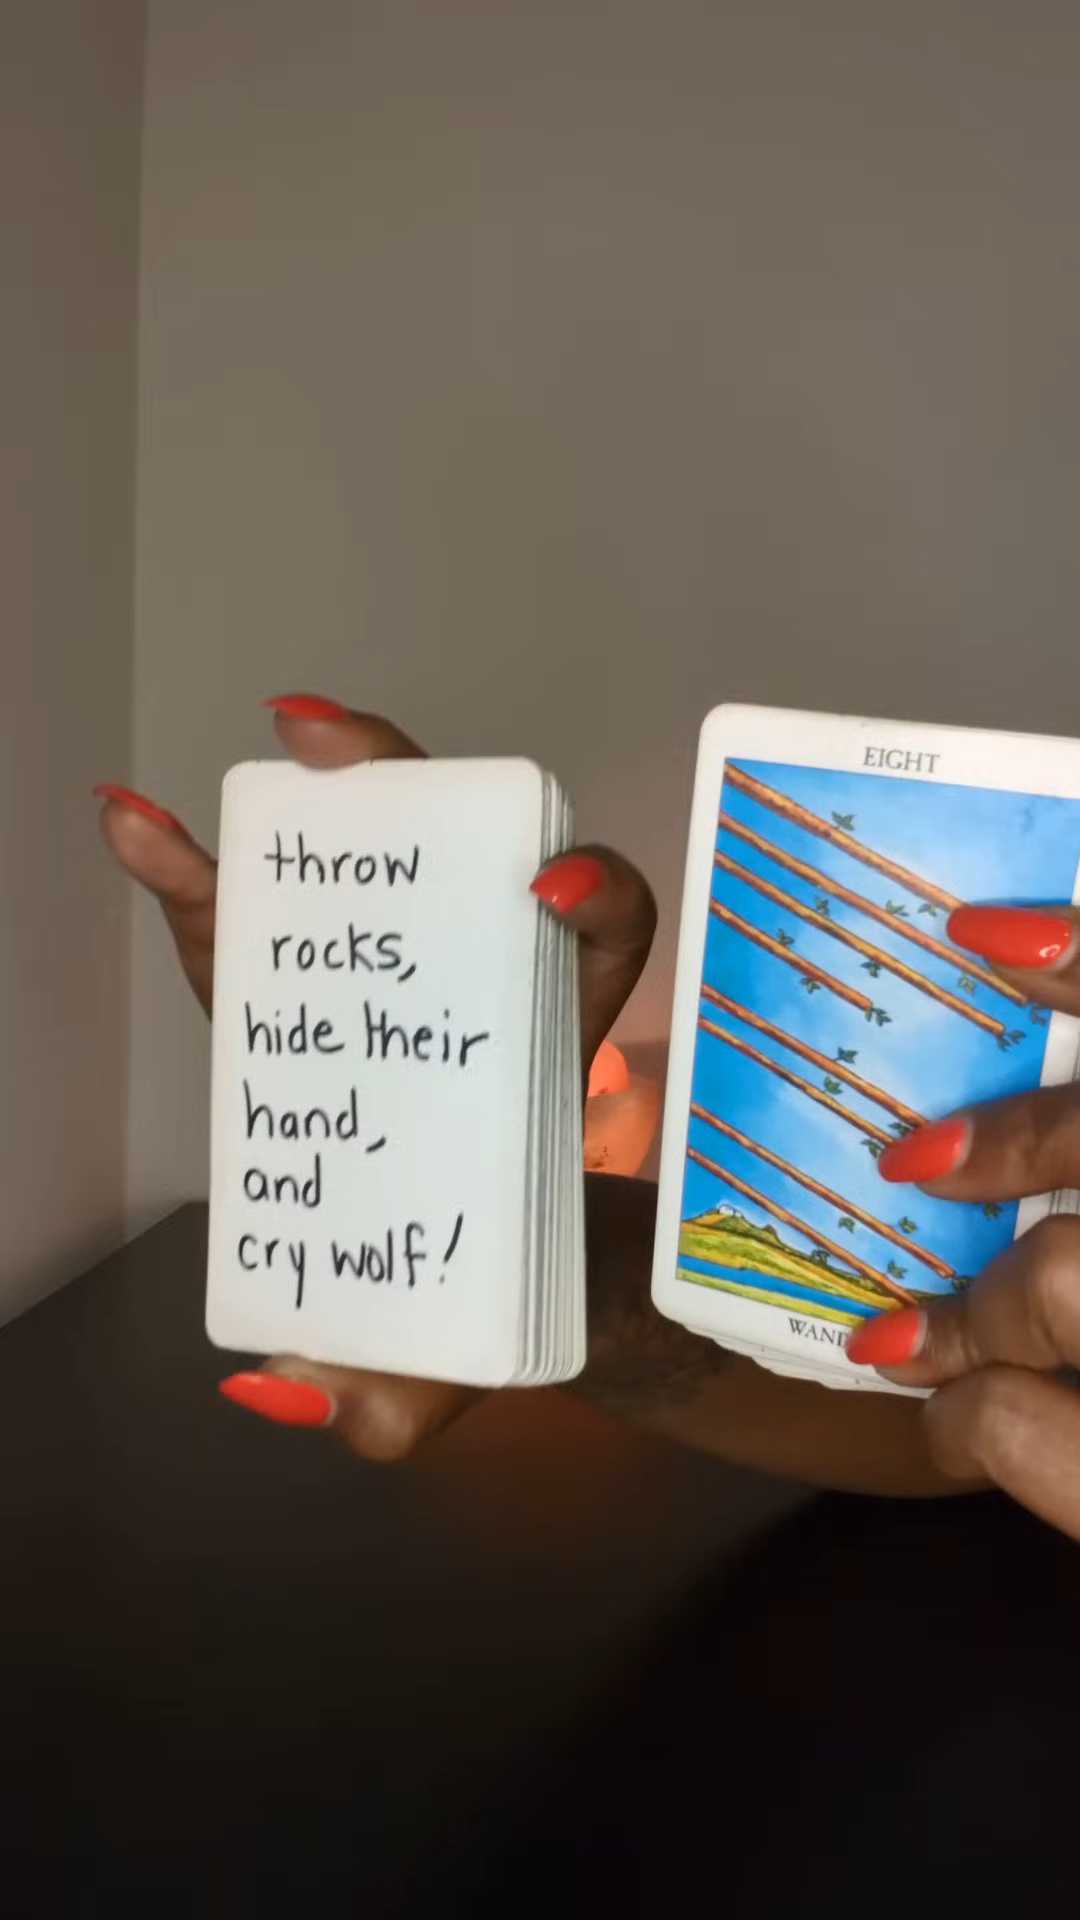 throw
rocks,
hide their
hand,
and
cry wolf!
EIGHT